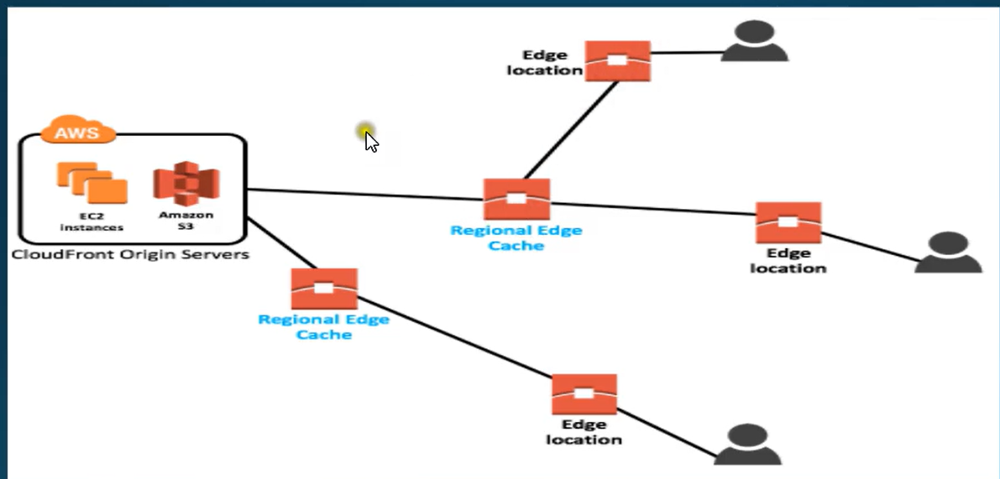 Edge
location
AWS
EC2
instances
Amazon
S3
CloudFront Origin Servers
Regional Edge
Cache
Edge
location
Regional Edge
Cache
Edge
location